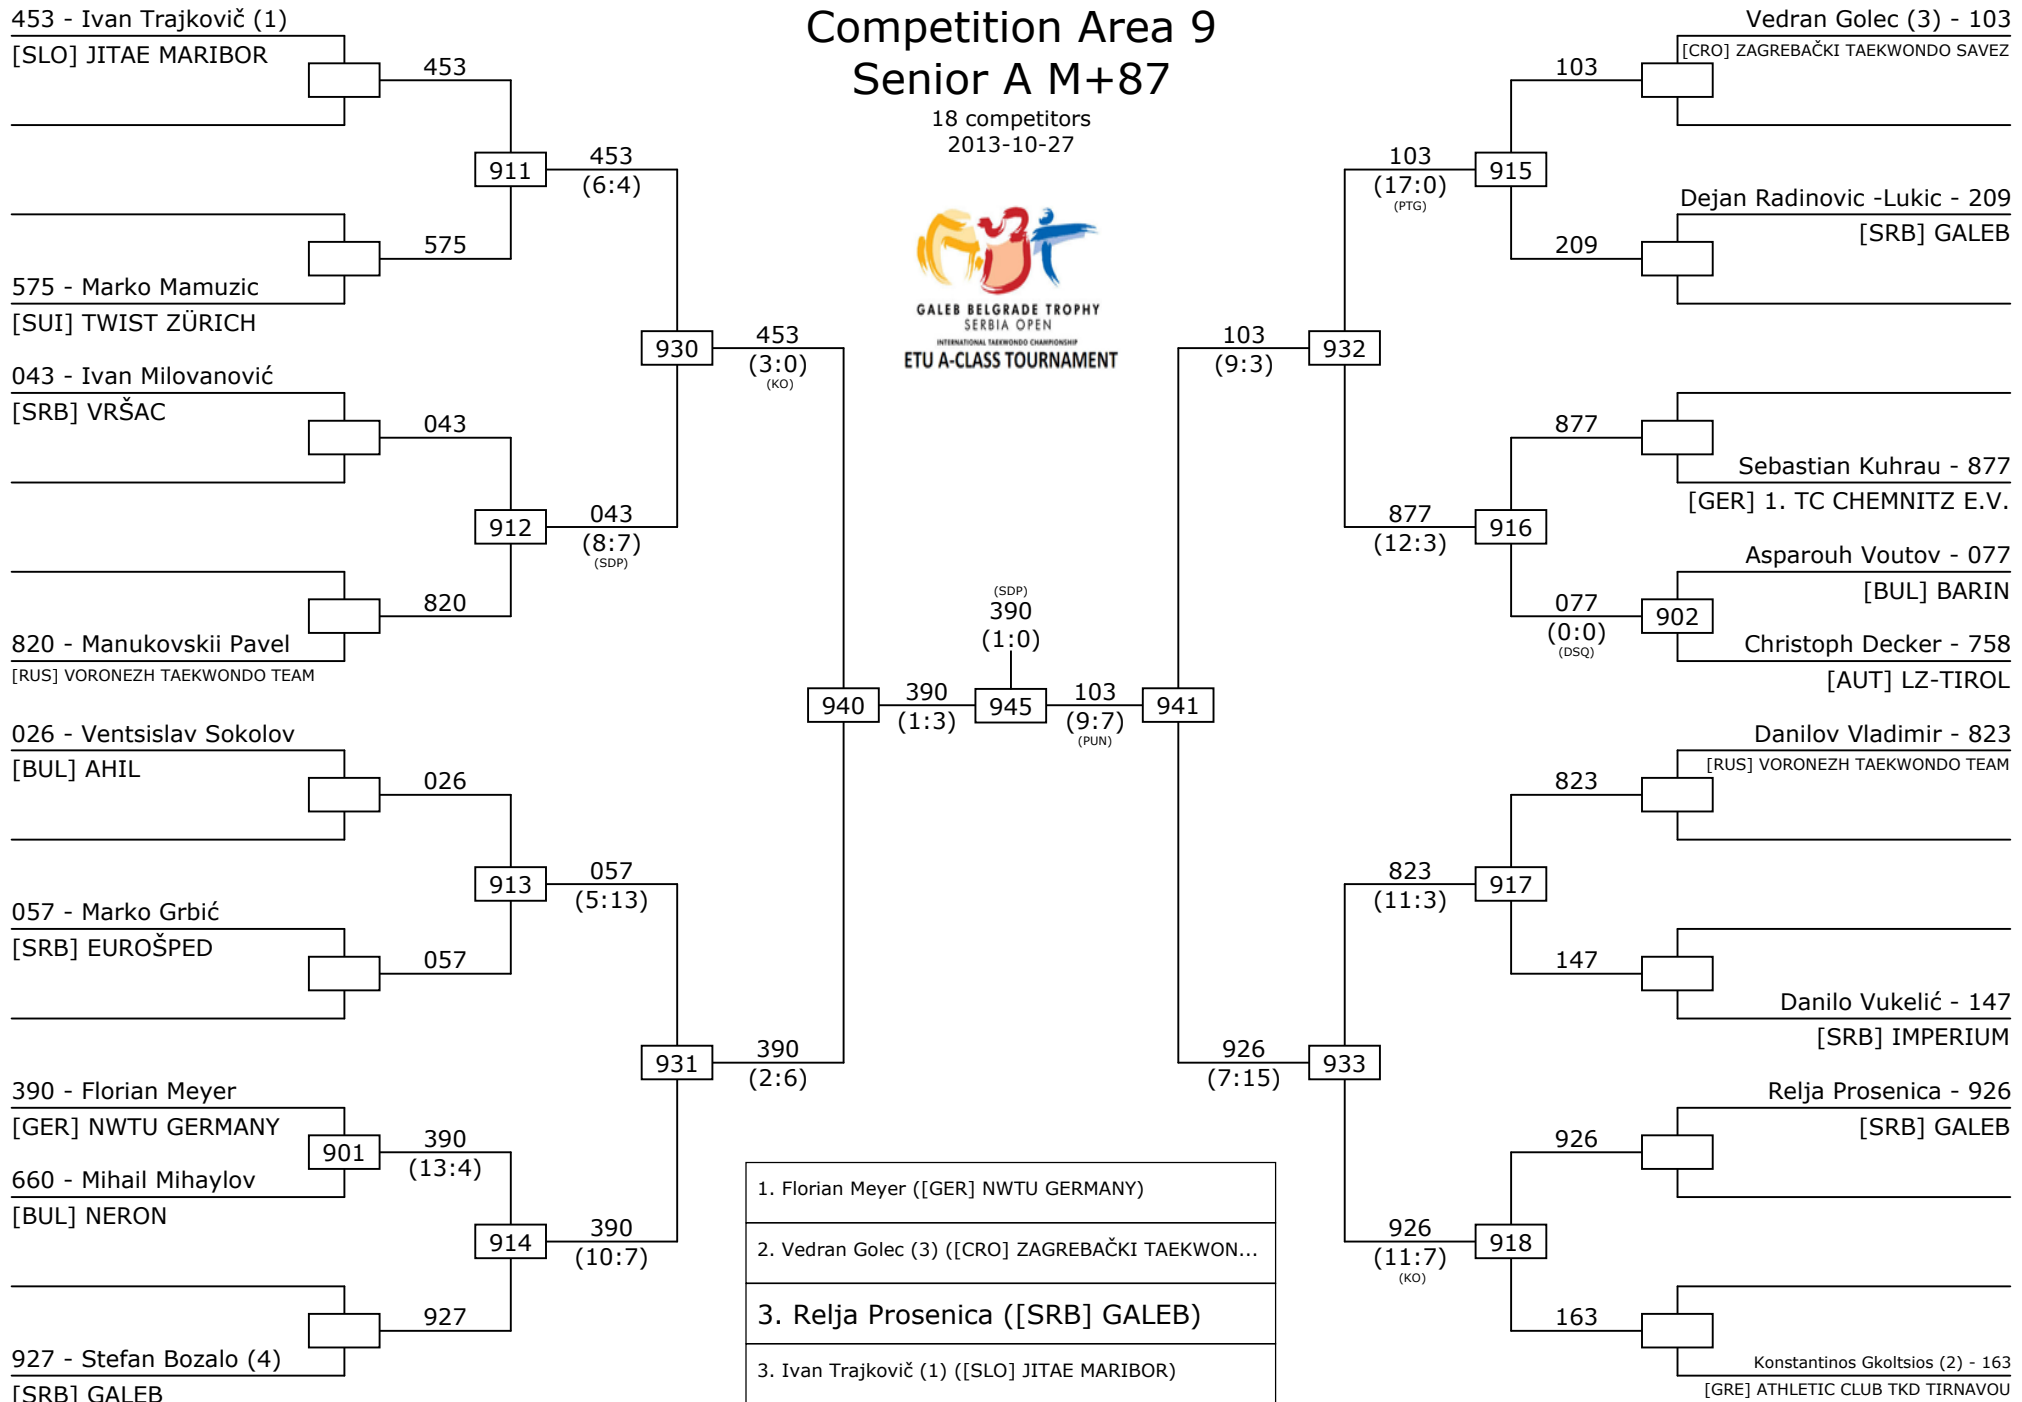 Competition Area 9
Senior A M+87
18 competitors
2013-10-27
GALEB BELGRADE TROPHY
SERBIA OPEN
INTERNATIONAL TAEKWONDO CHAMPIONSHIP
ETU A-CLASS TOURNAMENT
453 - Ivan Trajkovič (1)
[SLO] JITAE MARIBOR
453
911
453
(6:4)
575
575 - Marko Mamuzic
[SUI] TWIST ZÜRICH
930
453
(3:0)
(KO)
043 - Ivan Milovanović
[SRB] VRŠAC
043
912
043
(8:7)
(SDP)
820
820 - Manukovskii Pavel
[RUS] VORONEZH TAEKWONDO TEAM
940
390
(1:3)
026 - Ventsislav Sokolov
[BUL] AHIL
026
913
057
(5:13)
057 - Marko Grbić
[SRB] EUROŠPED
057
931
390
(2:6)
390 - Florian Meyer
[GER] NWTU GERMANY
901
390
(13:4)
660 - Mihail Mihaylov
[BUL] NERON
914
390
(10:7)
927
927 - Stefan Bozalo (4)
[SRB] GALEB
(SDP)
390
(1:0)
945
Vedran Golec (3) - 103
[CRO] ZAGREBAČKI TAEKWONDO SAVEZ
103
103
(17:0)
(PTG)
915
Dejan Radinovic -Lukic - 209
[SRB] GALEB
209
103
(9:3)
932
877
Sebastian Kuhrau - 877
[GER] 1. TC CHEMNITZ E.V.
877
(12:3)
916
Asparouh Voutov - 077
[BUL] BARIN
077
(0:0)
(DSQ)
902
Christoph Decker - 758
[AUT] LZ-TIROL
103
(9:7)
(PUN)
941
Danilov Vladimir - 823
[RUS] VORONEZH TAEKWONDO TEAM
823
823
(11:3)
917
147
Danilo Vukelić - 147
[SRB] IMPERIUM
926
(7:15)
933
Relja Prosenica - 926
[SRB] GALEB
926
926
(11:7)
(KO)
918
163
Konstantinos Gkoltsios (2) - 163
[GRE] ATHLETIC CLUB TKD TIRNAVOU
1. Florian Meyer ([GER] NWTU GERMANY)
2. Vedran Golec (3) ([CRO] ZAGREBAČKI TAEKWON...
3. Relja Prosenica ([SRB] GALEB)
3. Ivan Trajkovič (1) ([SLO] JITAE MARIBOR)